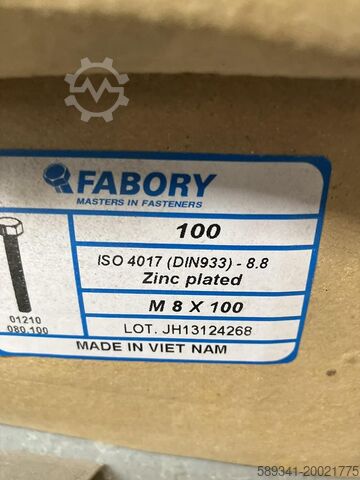 FABORY
MASTERS IN FASTENERS
100
ISO 4017 (DIN933) - 8.8
Zinc plated
M 8 X 100
01210
080.100
LOT. JH13124268
MADE IN VIET NAM
589341-20021775